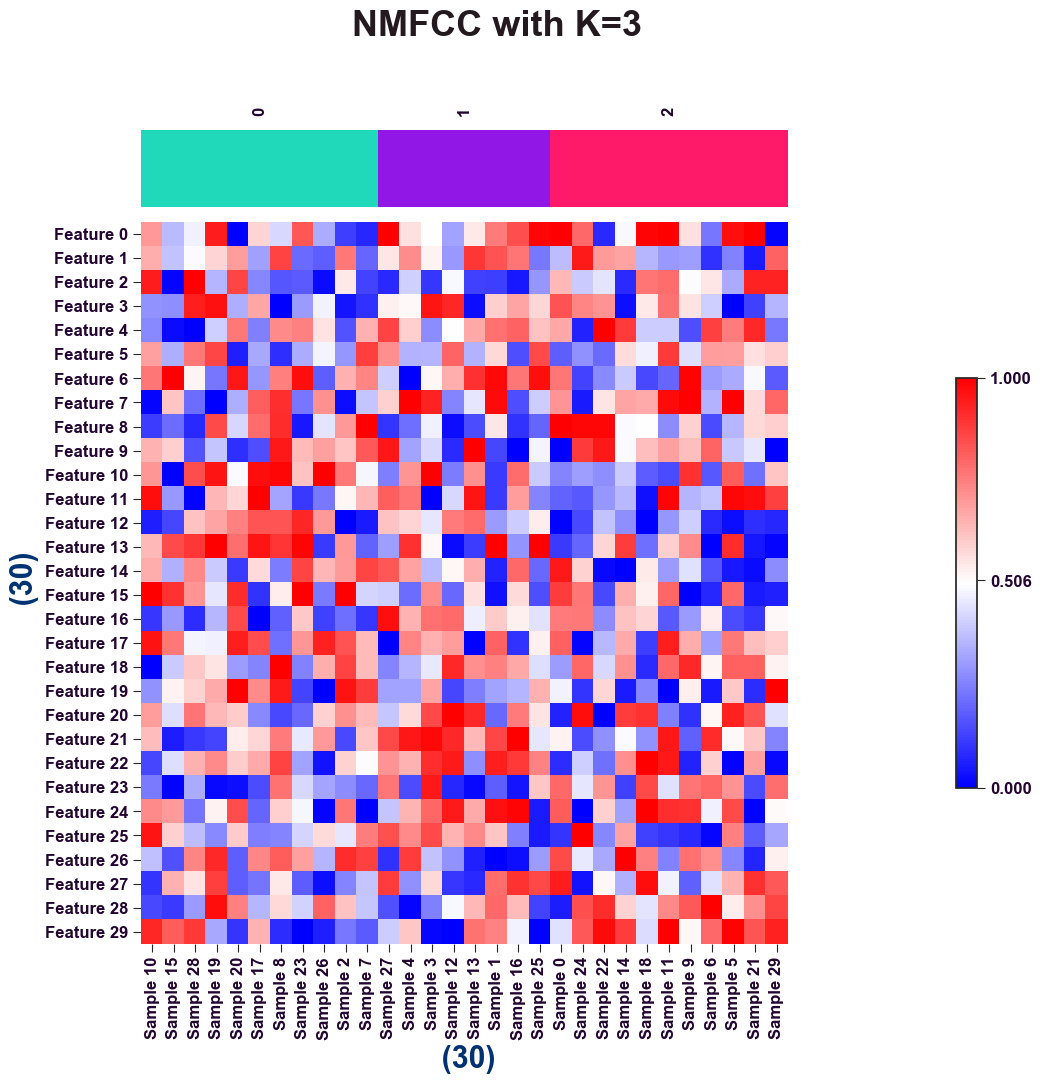 NMFCC with K=3
0
1
2
Feature 0
Feature 1
Feature 2
Feature 3
Feature 4
Feature 5
Feature 6
Feature 7
Feature 8
Feature 9
Feature 10
Feature 11
Feature 12
Feature 13
Feature 14
Feature 15
Feature 16
Feature 17
Feature 18
Feature 19
Feature 20
Feature 21
Feature 22
Feature 23
Feature 24
Feature 25
Feature 26
Feature 27
Feature 28
Feature 29
(30)
1.000
0.506
0.000
Sample 10
Sample 15
Sample 28
Sample 19
Sample 20
Sample 17
Sample 8
Sample 23
Sample 26
Sample 2
Sample 7
Sample 27
Sample 4
Sample 3
Sample 12
Sample 13
Sample 1
Sample 16
Sample 25
Sample 0
Sample 24
Sample 22
Sample 14
Sample 18
Sample 11
Sample 9
Sample 6
Sample 5
Sample 21
Sample 29
(30)